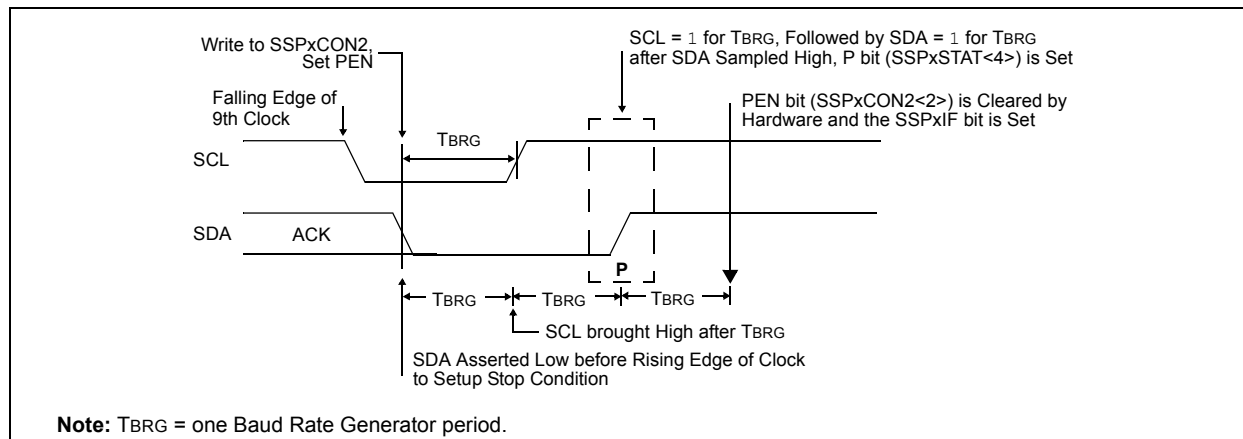 Write to SSPxCON2,
Set PEN
SCL = 1 for TBRG, Followed by SDA = 1 for TBRG
after SDA Sampled High, P bit (SSPxSTAT<4>) is Set
Falling Edge of
9th Clock
PEN bit (SSPxCON2<2>) is Cleared by
Hardware and the SSPxIF bit is Set
TBRG
SCL
SDA
ACK
P
TBRG
TBRG
TBRG
SCL brought High after TBRG
SDA Asserted Low before Rising Edge of Clock
to Setup Stop Condition
Note: TBRG = one Baud Rate Generator period.